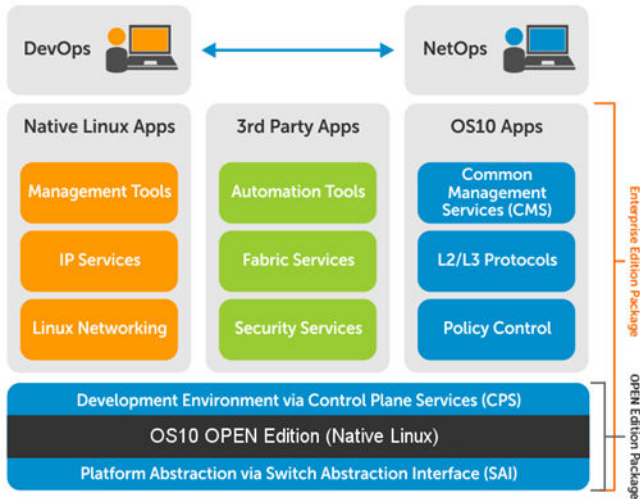 DevOps
NetOps
Native Linux Apps
3rd Party Apps
OS10 Apps
Management Tools
Automation Tools
Common
Management
Services (CMS)
IP Services
Fabric Services
L2/L3 Protocols
Linux Networking
Security Services
Policy Control
Enterprise Edition Package
Development Environment via Control Plane Services (CPS)
OS10 OPEN Edition (Native Linux)
Platform Abstraction via Switch Abstraction Interface (SAI)
OPEN Edition Package